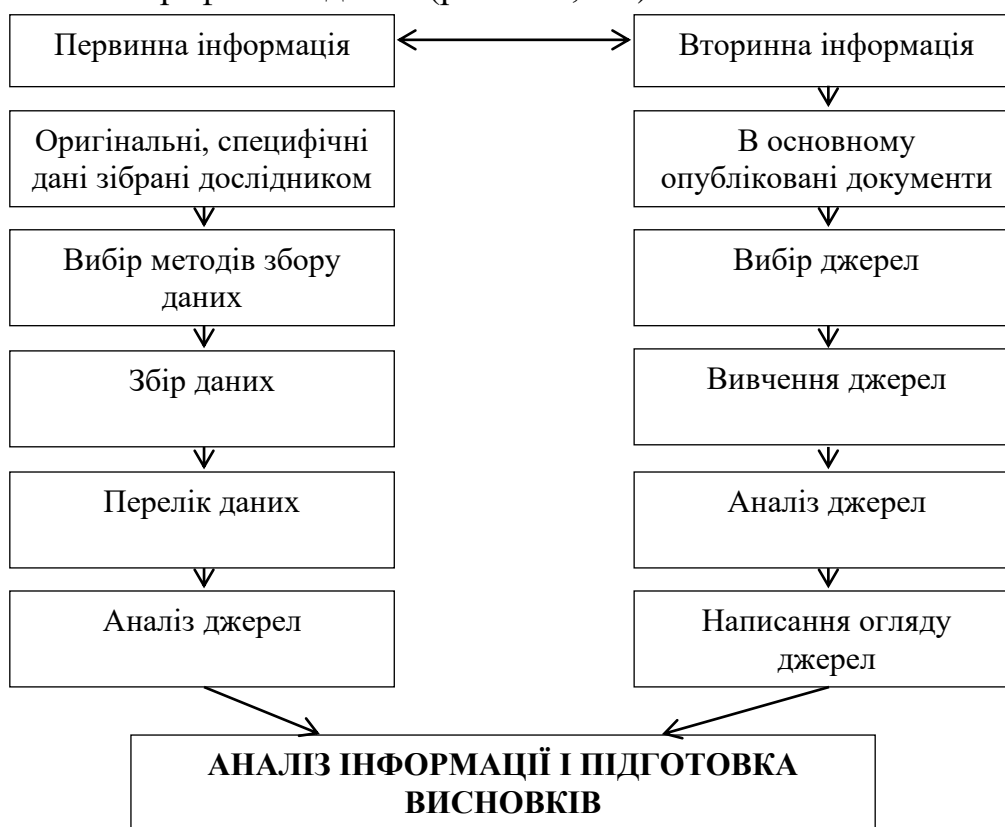 Первинна інформація
Вторинна інформація
Оригінальні, специфічні
дані зібрані дослідником
В основному
опубліковані документи
Вибір методів збору
даних
Вибір джерел
Збір даних
Вивчення джерел
Перелік даних
Аналіз джерел
Аналіз джерел
Написання огляду
джерел
АНАЛІЗ ІНФОРМАЦІЇ І ПІДГОТОВКА
ВИСНОВКІВ